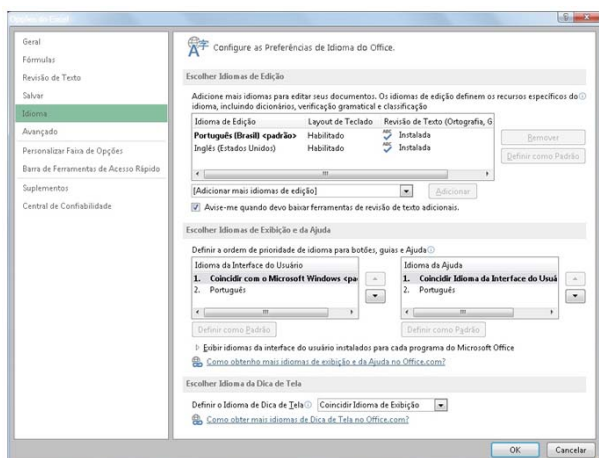 Opções do Excel
Geral
Fórmulas
Revisão de Texto
Salvar
Idioma
Avançado
Personalizar Faixa de Opções
Barra de Ferramentas de Acesso Rápido
Suplementos
Central de Confiabilidade
Configure as Preferências de Idioma do Office.
Escolher Idiomas de Edição
Adicione mais idiomas para editar seus documentos. Os idiomas de edição definem os recursos específicos do
idioma, incluindo dicionários, verificação gramatical e classificação
Idioma de Edição Layout de Teclado Revisão de Texto (Ortografia, G
Português (Brasil) <padrão> Habilitado Instalada
Inglês (Estados Unidos) Habilitado Instalada
Remover
Definir como Padrão
[Adicionar mais idiomas de edição] Adicionar
Avise-me quando devo baixar ferramentas de revisão de texto adicionais.
Escolher Idiomas de Exibição e da Ajuda
Definir a ordem de prioridade de idioma para botões, guias e Ajuda
Idioma da Interface do Usuário
1. Coincidir com o Microsoft Windows <pa
2. Português
Definir como Padrão
Idioma da Ajuda
1. Coincidir Idioma da Interface do Usuá
2. Português
Definir como Padrão
Exibir idiomas da interface do usuário instalados para cada programa do Microsoft Office
Como obtenho mais idiomas de exibição e da Ajuda no Office.com?
Escolher Idioma da Dica de Tela
Definir o Idioma de Dica de Tela Coincidir Idioma de Exibição
Como obter mais idiomas de Dica de Tela no Office.com?
OK Cancelar